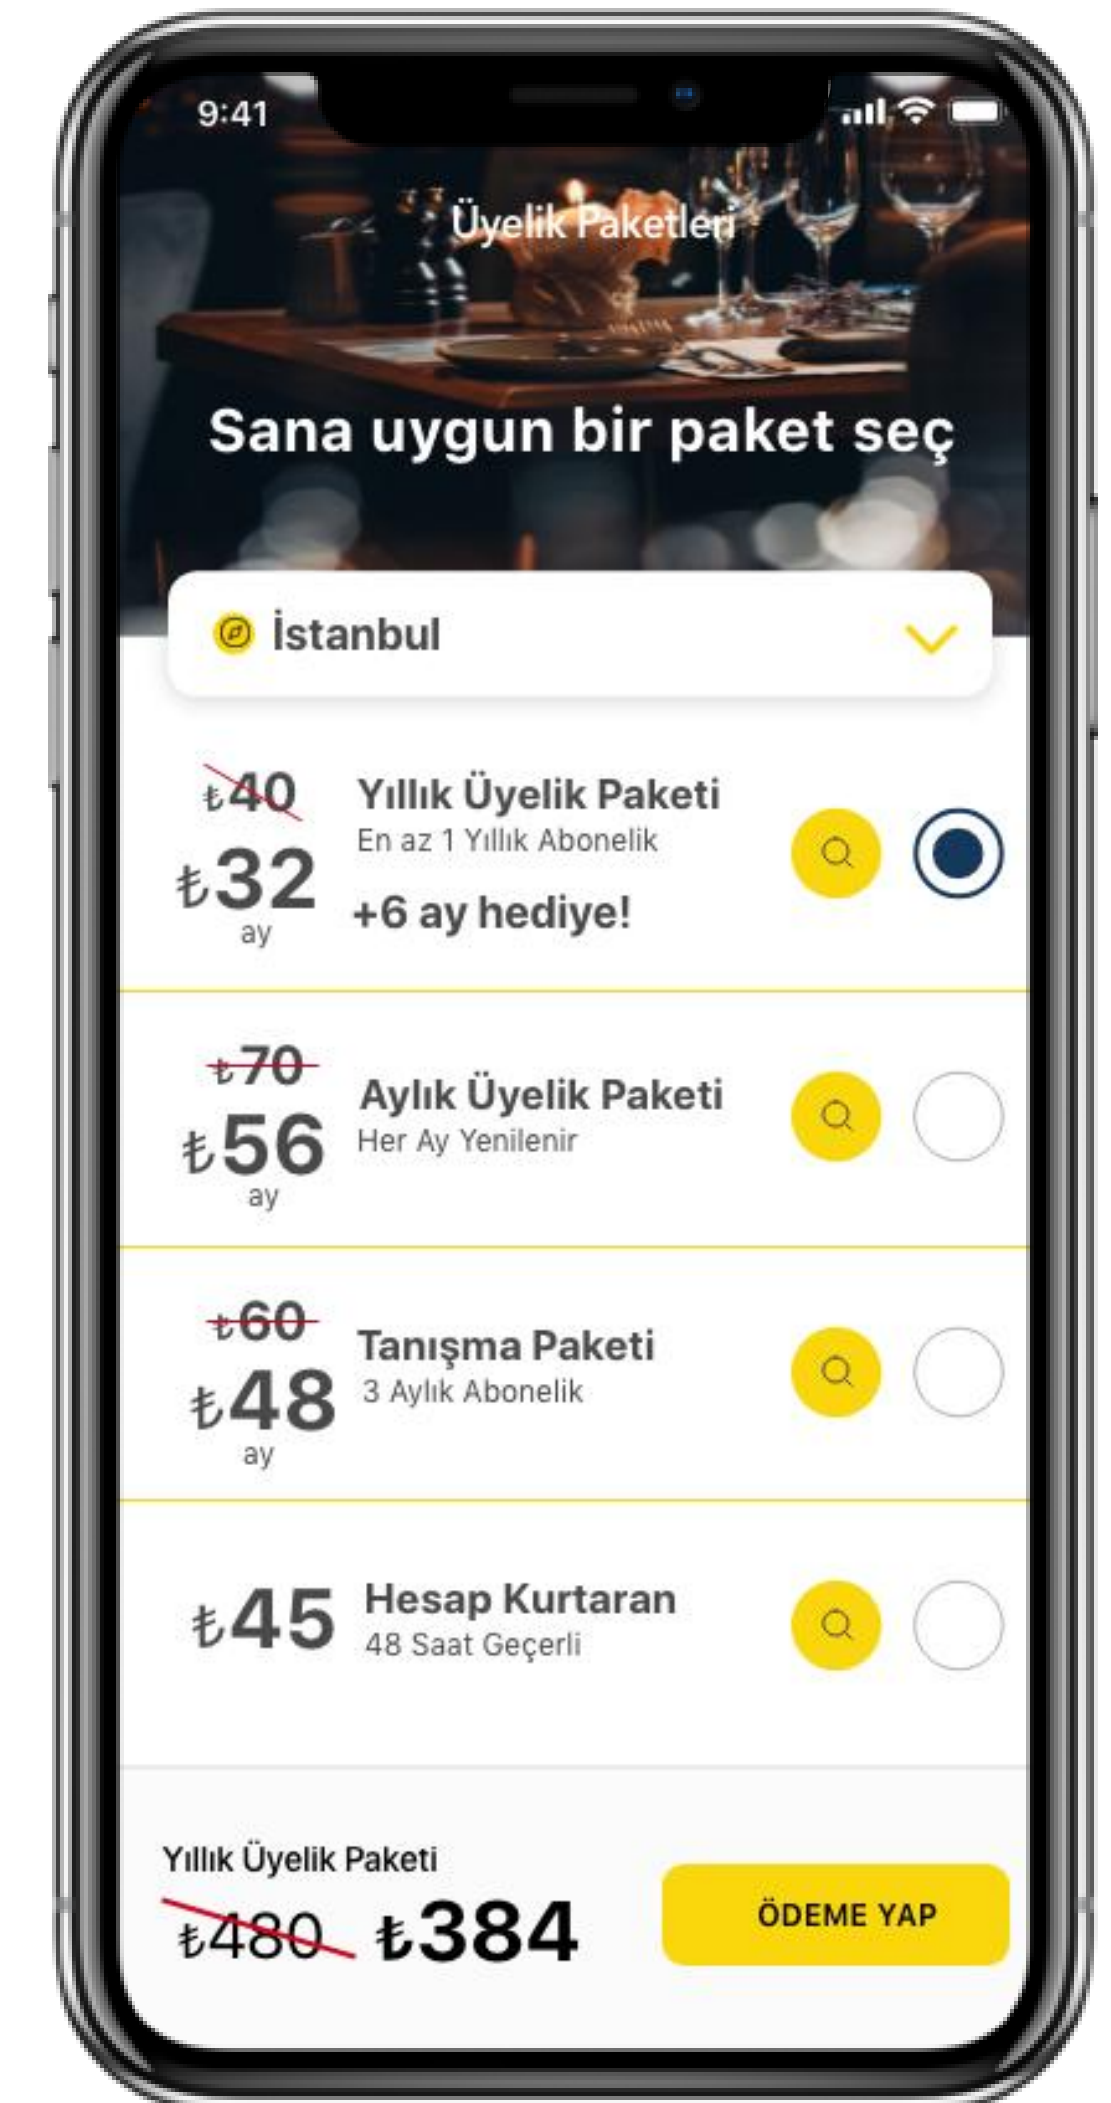 9:41
Üyelik Paketleri
Sana uygun bir paket seç
İstanbul
₺40
₺32
ay
Yıllık Üyelik Paketi
En az 1 Yıllık Abonelik
+6 ay hediye!
₺70
₺56
ay
Aylık Üyelik Paketi
Her Ay Yenilenir
₺60
₺48
ay
Tanışma Paketi
3 Aylık Abonelik
₺45
Hesap Kurtaran
48 Saat Geçerli
Yıllık Üyelik Paketi
₺480 ₺384
ÖDEME YAP